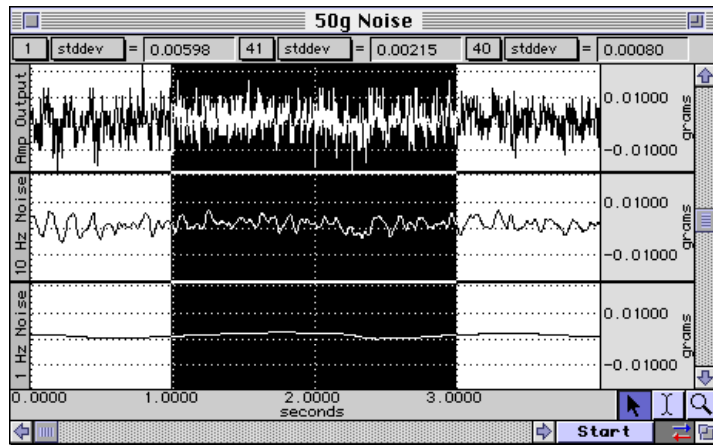 50g Noise
1 stddev = 0.00598 41 stddev = 0.00215 40 stddev = 0.00080
Amp Output
0.01000
-0.01000
grams
10 Hz Noise
0.01000
-0.01000
grams
1 Hz Noise
0.01000
-0.01000
grams
0.0000 1.0000 2.0000 3.0000
seconds
Start